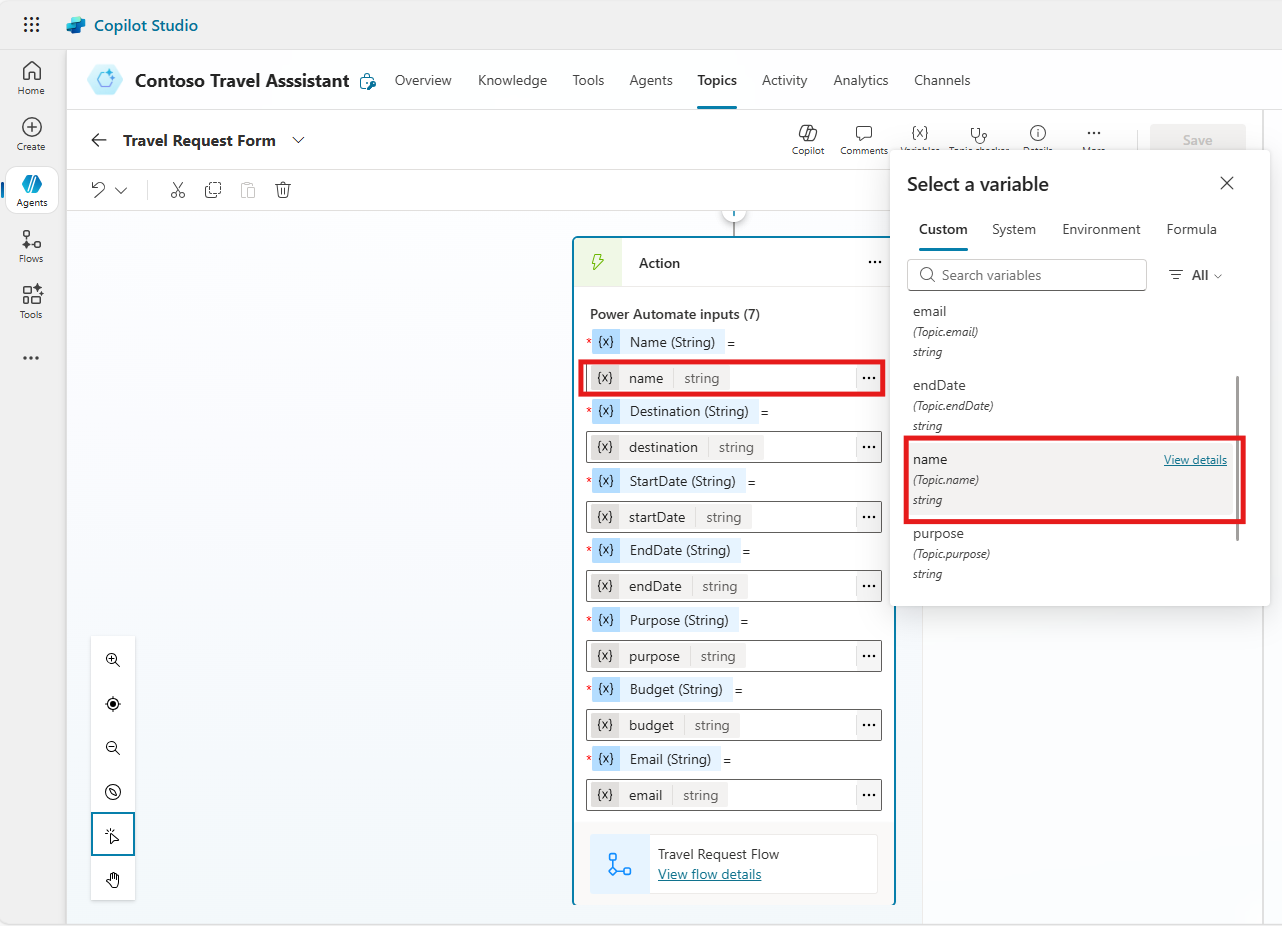 Copilot Studio
Home
Create
Agents
Flows
Tools
Contoso Travel Asssistant
Overview
Knowledge
Tools
Agents
Topics
Activity
Analytics
Channels
Travel Request Form
Copilot
Comments
Variables
Topic checker
Details
More
Save
Action
Power Automate inputs (7)
* {x} Name (String) =
{x} name string
* {x} Destination (String) =
{x} destination string
* {x} StartDate (String) =
{x} startDate string
* {x} EndDate (String) =
{x} endDate string
* {x} Purpose (String) =
{x} purpose string
* {x} Budget (String) =
{x} budget string
* {x} Email (String) =
{x} email string
Travel Request Flow
View flow details
Select a variable
Custom
System
Environment
Formula
Search variables
All
email
(Topic.email)
string
endDate
(Topic.endDate)
string
name View details
(Topic.name)
string
purpose
(Topic.purpose)
string